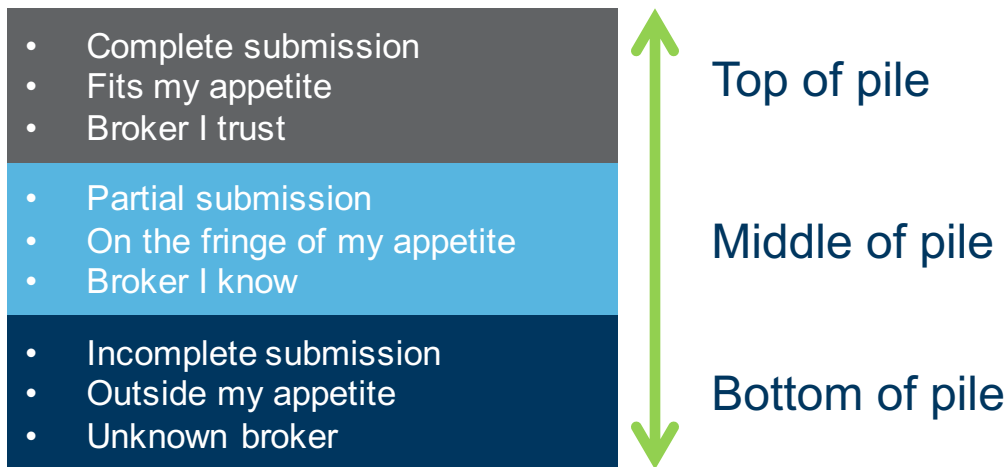 • Complete submission
• Fits my appetite
• Broker I trust
Top of pile
• Partial submission
• On the fringe of my appetite
• Broker I know
Middle of pile
• Incomplete submission
• Outside my appetite
• Unknown broker
Bottom of pile